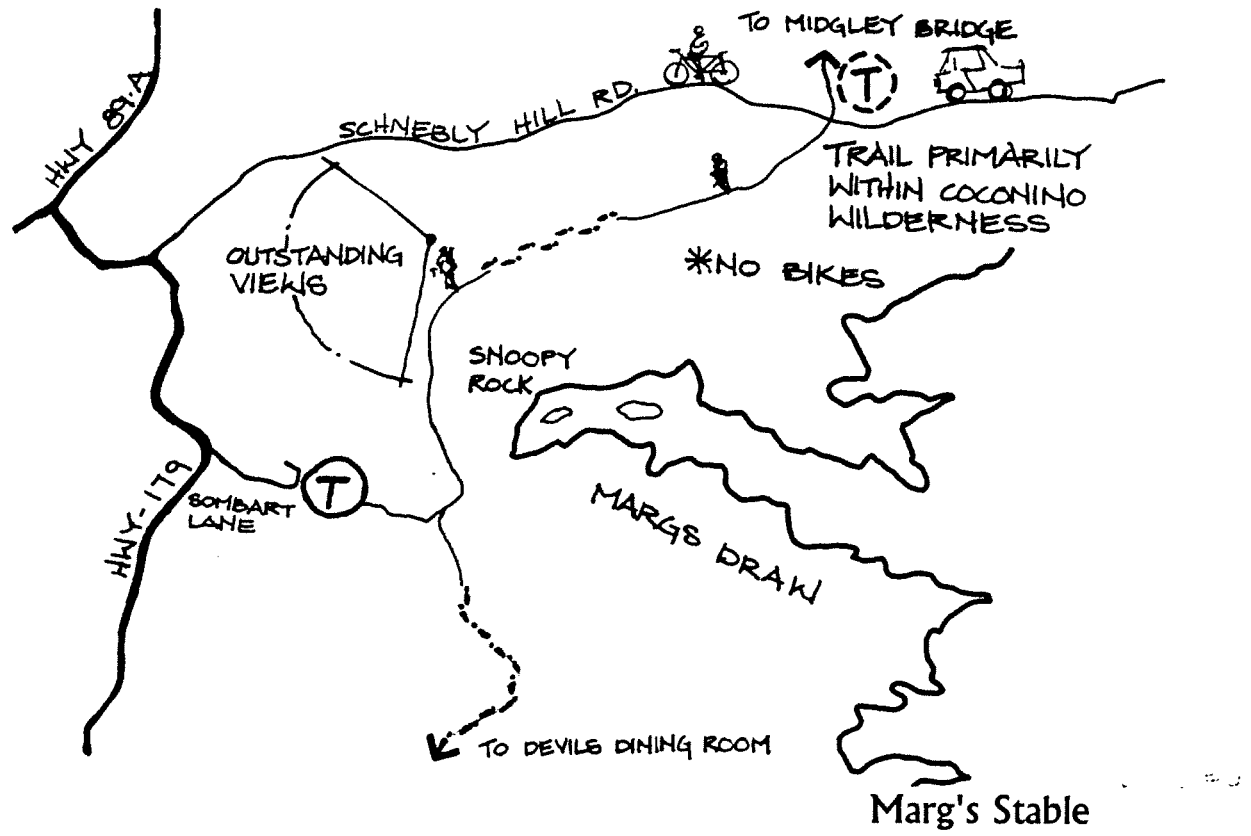 TO MIDGLEY BRIDGE
T
HWY 89-A
SCHNEBLY HILL RD.
TRAIL PRIMARILY
WITHIN COCONINO
WILDERNESS
OUTSTANDING
VIEWS
*NO BIKES
SNOOPY
ROCK
T
SOMBART
LANE
HWY-179
MARGS DRAW
TO DEVILS DINING ROOM
Marg's Stable